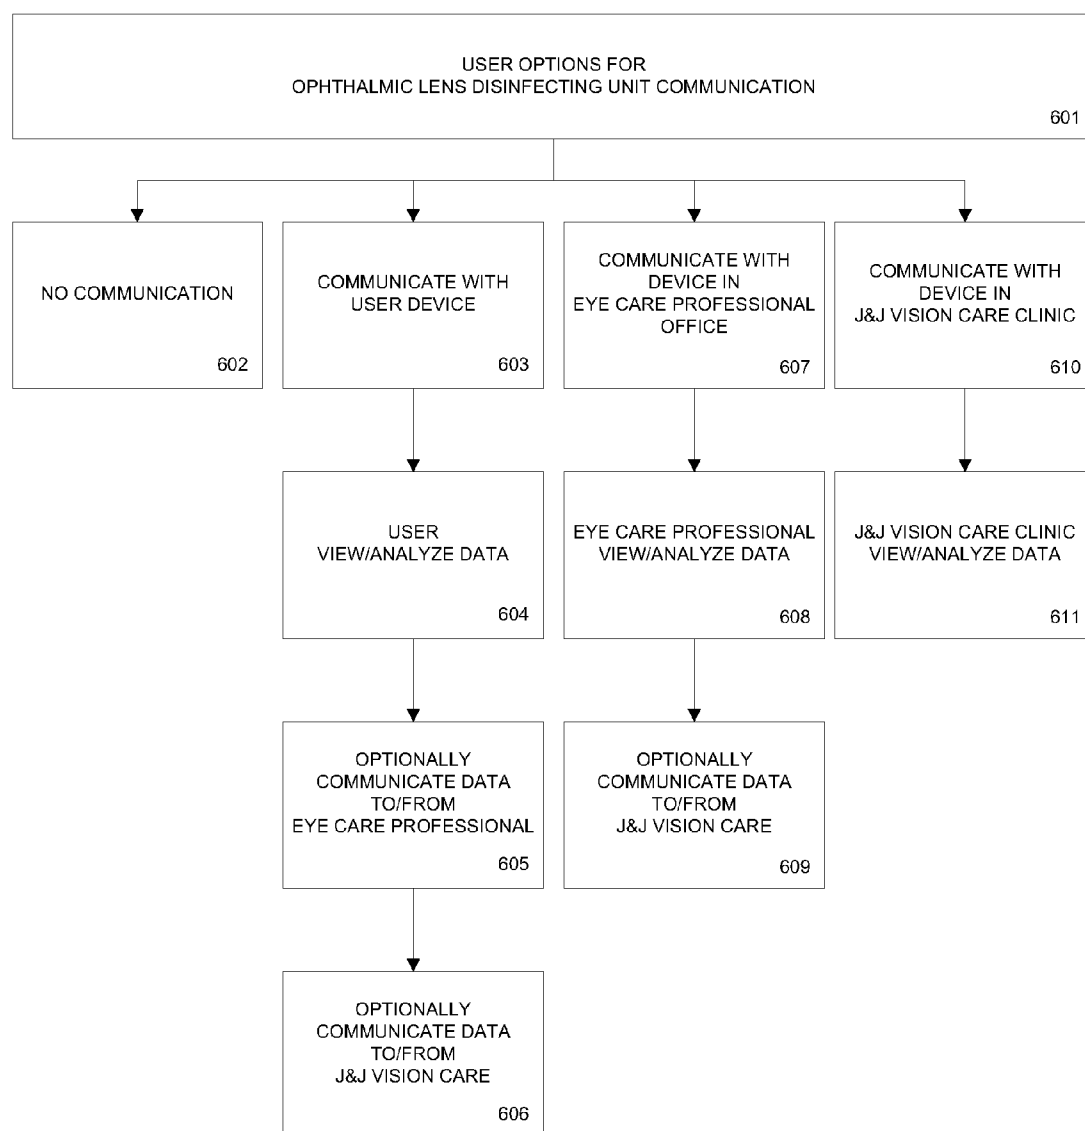 USER OPTIONS FOR
OPHTHALMIC LENS DISINFECTING UNIT COMMUNICATION
601
NO COMMUNICATION
602
COMMUNICATE WITH
USER DEVICE
603
COMMUNICATE WITH
DEVICE IN
EYE CARE PROFESSIONAL
OFFICE
607
COMMUNICATE WITH
DEVICE IN
J&J VISION CARE CLINIC
610
USER
VIEW/ANALYZE DATA
604
EYE CARE PROFESSIONAL
VIEW/ANALYZE DATA
608
J&J VISION CARE CLINIC
VIEW/ANALYZE DATA
611
OPTIONALLY
COMMUNICATE DATA
TO/FROM
EYE CARE PROFESSIONAL
605
OPTIONALLY
COMMUNICATE DATA
TO/FROM
J&J VISION CARE
609
OPTIONALLY
COMMUNICATE DATA
TO/FROM
J&J VISION CARE
606